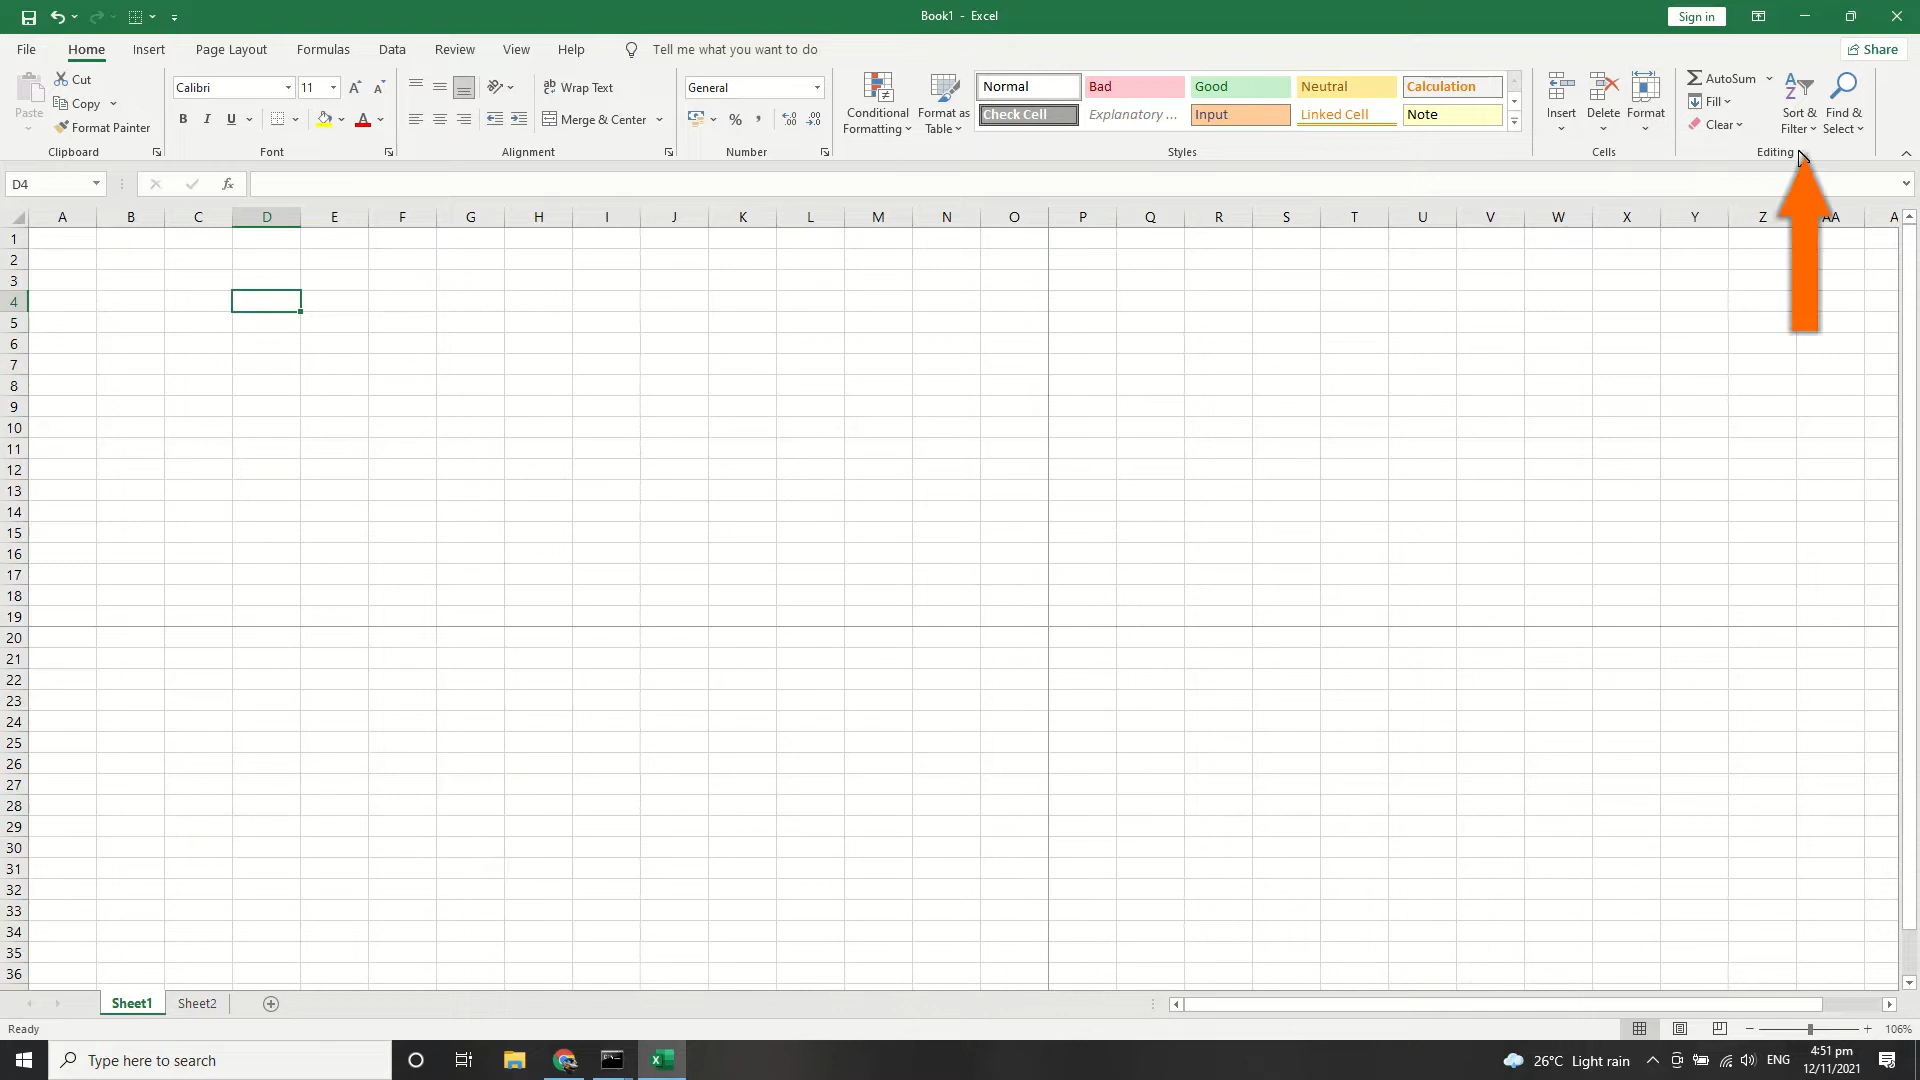 Book1 - Excel
Sign in
File Home Insert Page Layout Formulas Data Review View Help Tell me what you want to do Share
Paste
Cut
Copy
Format Painter
Clipboard
Calibri 11
B I U
Font
Wrap Text
Merge & Center
Alignment
General
% ,
Number
Conditional Formatting
Format as Table
Normal Bad Good Neutral Calculation
Check Cell Explanatory ... Input Linked Cell Note
Styles
Insert Delete Format
Cells
AutoSum
Fill
Clear
Sort & Filter
Find & Select
Editing
D4 fx
A B C D E F G H I J K L M N O P Q R S T U V W X Y Z AA A
1
2
3
4
5
6
7
8
9
10
11
12
13
14
15
16
17
18
19
20
21
22
23
24
25
26
27
28
29
30
31
32
33
34
35
36
Sheet1 Sheet2
Ready 106%
Type here to search
26°C Light rain ENG
4:51 pm
12/11/2021